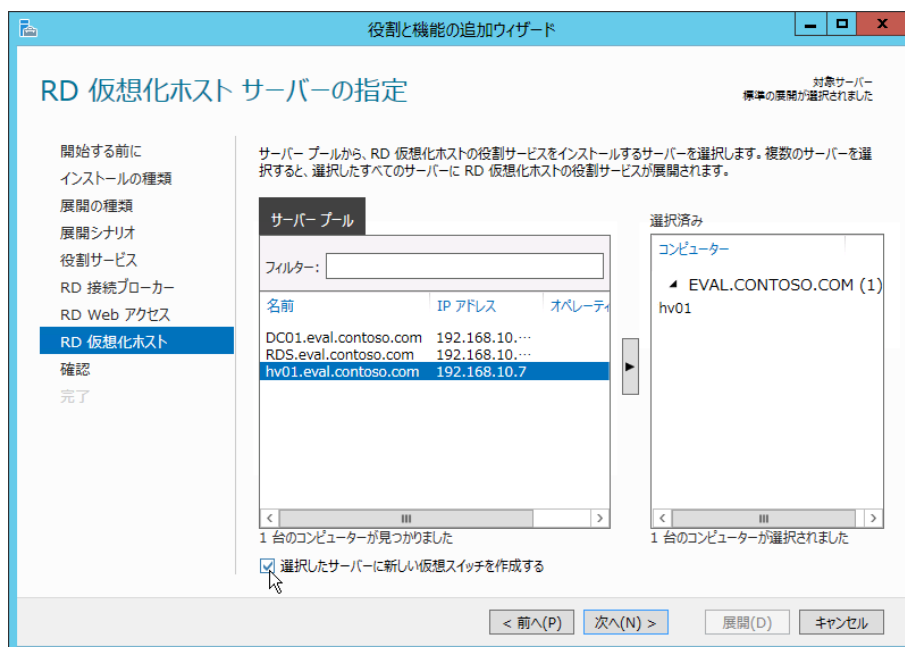 役割と機能の追加ウィザード
RD 仮想化ホスト サーバーの指定
対象サーバー
標準の展開が選択されました
開始する前に
インストールの種類
展開の種類
展開シナリオ
役割サービス
RD 接続ブローカー
RD Web アクセス
RD 仮想化ホスト
確認
完了
サーバー プールから、RD 仮想化ホストの役割サービスをインストールするサーバーを選択します。複数のサーバーを選
択すると、選択したすべてのサーバーに RD 仮想化ホストの役割サービスが展開されます。
サーバー プール
フィルター:
名前 IP アドレス オペレーティ
DC01.eval.contoso.com 192.168.10.…
RDS.eval.contoso.com 192.168.10.…
hv01.eval.contoso.com 192.168.10.7
1 台のコンピューターが見つかりました
選択済み
コンピューター
EVAL.CONTOSO.COM (1)
hv01
1 台のコンピューターが選択されました
選択したサーバーに新しい仮想スイッチを作成する
< 前へ(P) 次へ(N) > 展開(D) キャンセル